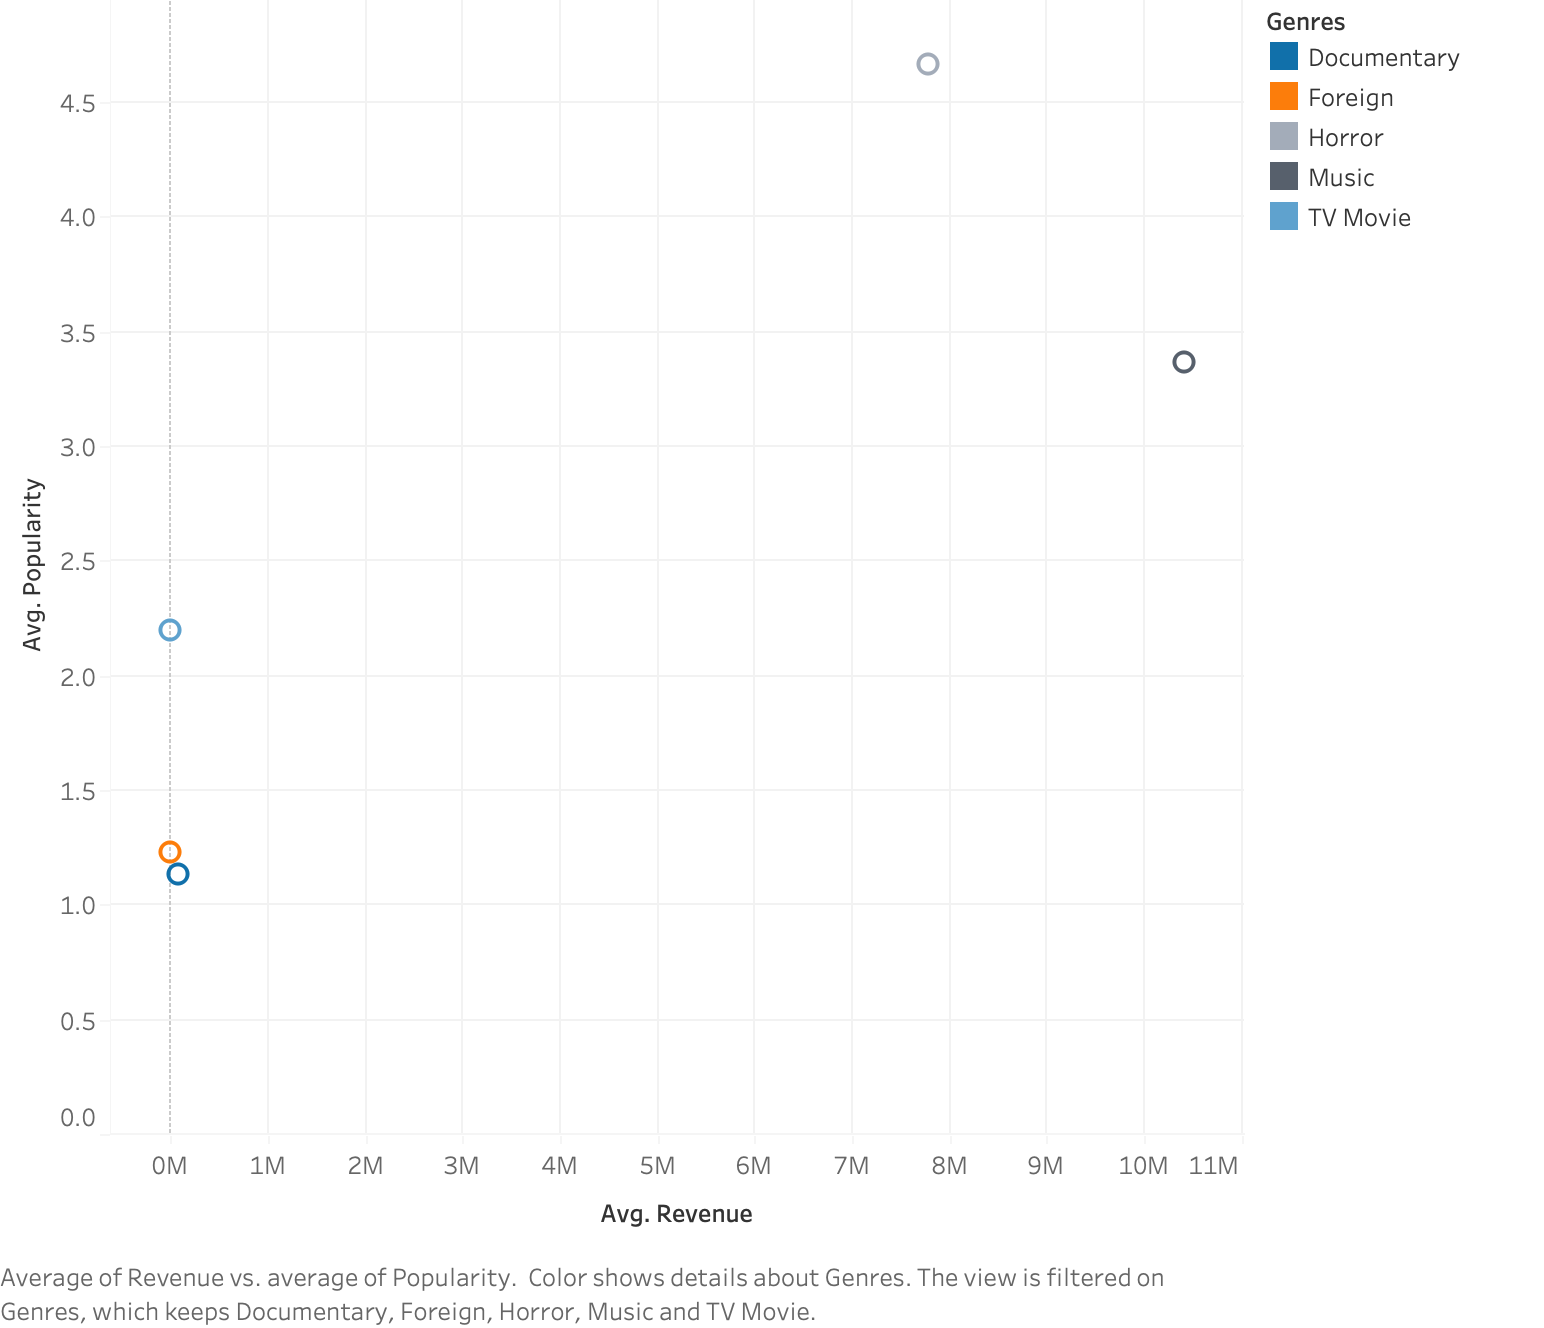 Genres
Documentary
Foreign
Horror
Music
TV Movie
4.5
4.0
3.5
3.0
2.5
2.0
1.5
1.0
0.5
0.0
Avg. Popularity
0M 1M 2M 3M 4M 5M 6M 7M 8M 9M 10M 11M
Avg. Revenue
Average of Revenue vs. average of Popularity.  Color shows details about Genres. The view is filtered on
Genres, which keeps Documentary, Foreign, Horror, Music and TV Movie.